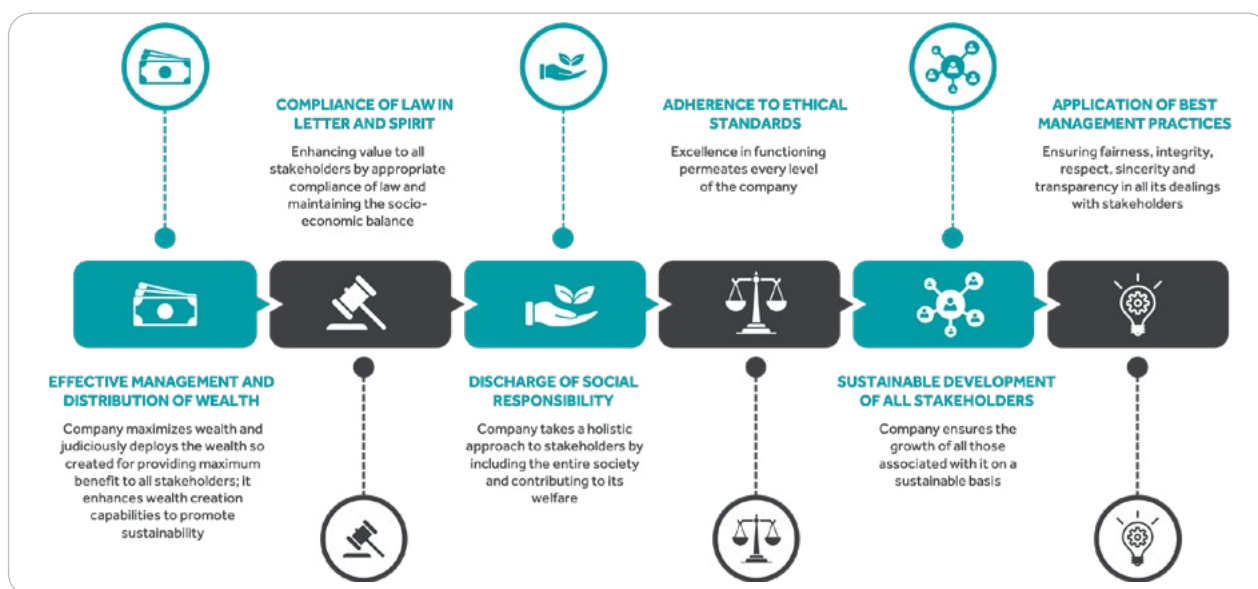 COMPLIANCE OF LAW IN
LETTER AND SPIRIT
Enhancing value to all
stakeholders by appropriate
compliance of law and
maintaining the socio-
economic balance
ADHERENCE TO ETHICAL
STANDARDS
Excellence in functioning
permeates every level
of the company
APPLICATION OF BEST
MANAGEMENT PRACTICES
Ensuring fairness, integrity,
respect, sincerity and
transparency in all its dealings
with stakeholders
EFFECTIVE MANAGEMENT AND
DISTRIBUTION OF WEALTH
Company maximizes wealth and
judiciously deploys the wealth so
created for providing maximum
benefit to all stakeholders; it
enhances wealth creation
capabilities to promote
sustainability
DISCHARGE OF SOCIAL
RESPONSIBILITY
Company takes a holistic
approach to stakeholders by
including the entire society
and contributing to its
welfare
SUSTAINABLE DEVELOPMENT
OF ALL STAKEHOLDERS
Company ensures the
growth of all those
associated with it on a
sustainable basis